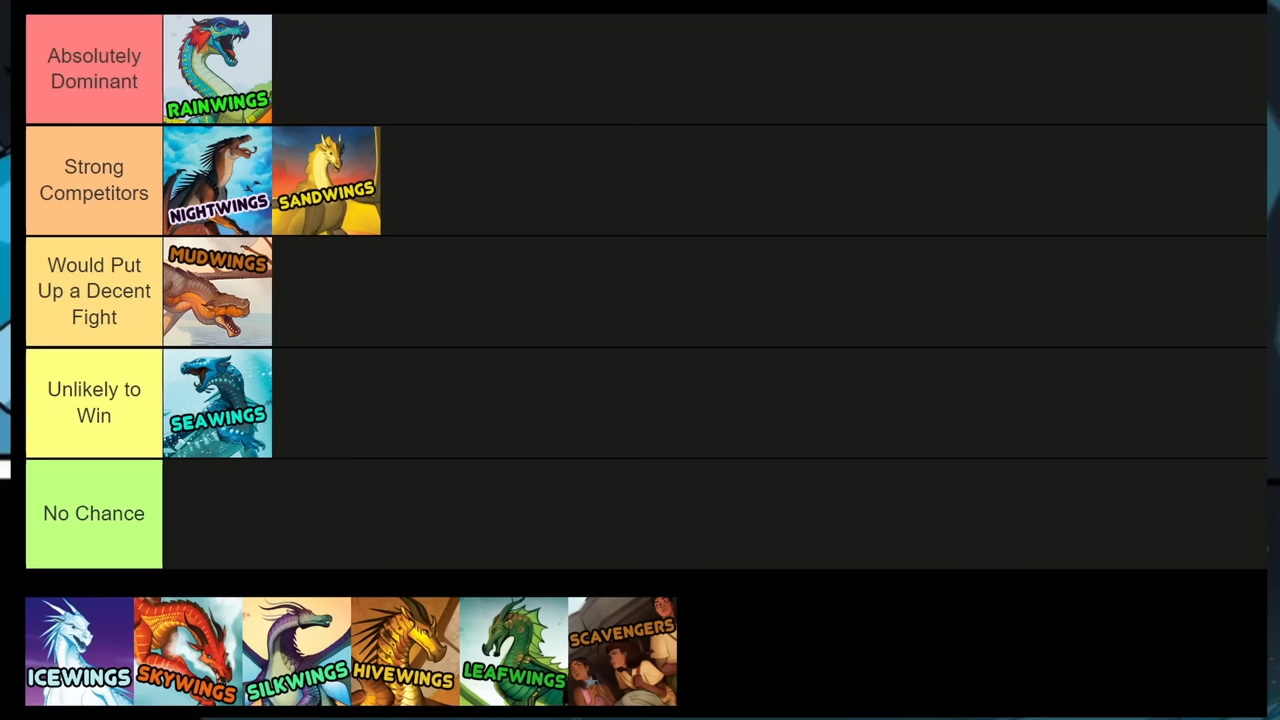 Absolutely
Dominant
RAINWINGS
Strong
Competitors
NIGHTWINGS
SANDWINGS
Would Put
Up a Decent
Fight
MUDWINGS
Unlikely to
Win
SEAWINGS
No Chance
ICEWINGS
SKYWINGS
SILKWINGS
HIVEWINGS
LEAFWINGS
SCAVENGERS